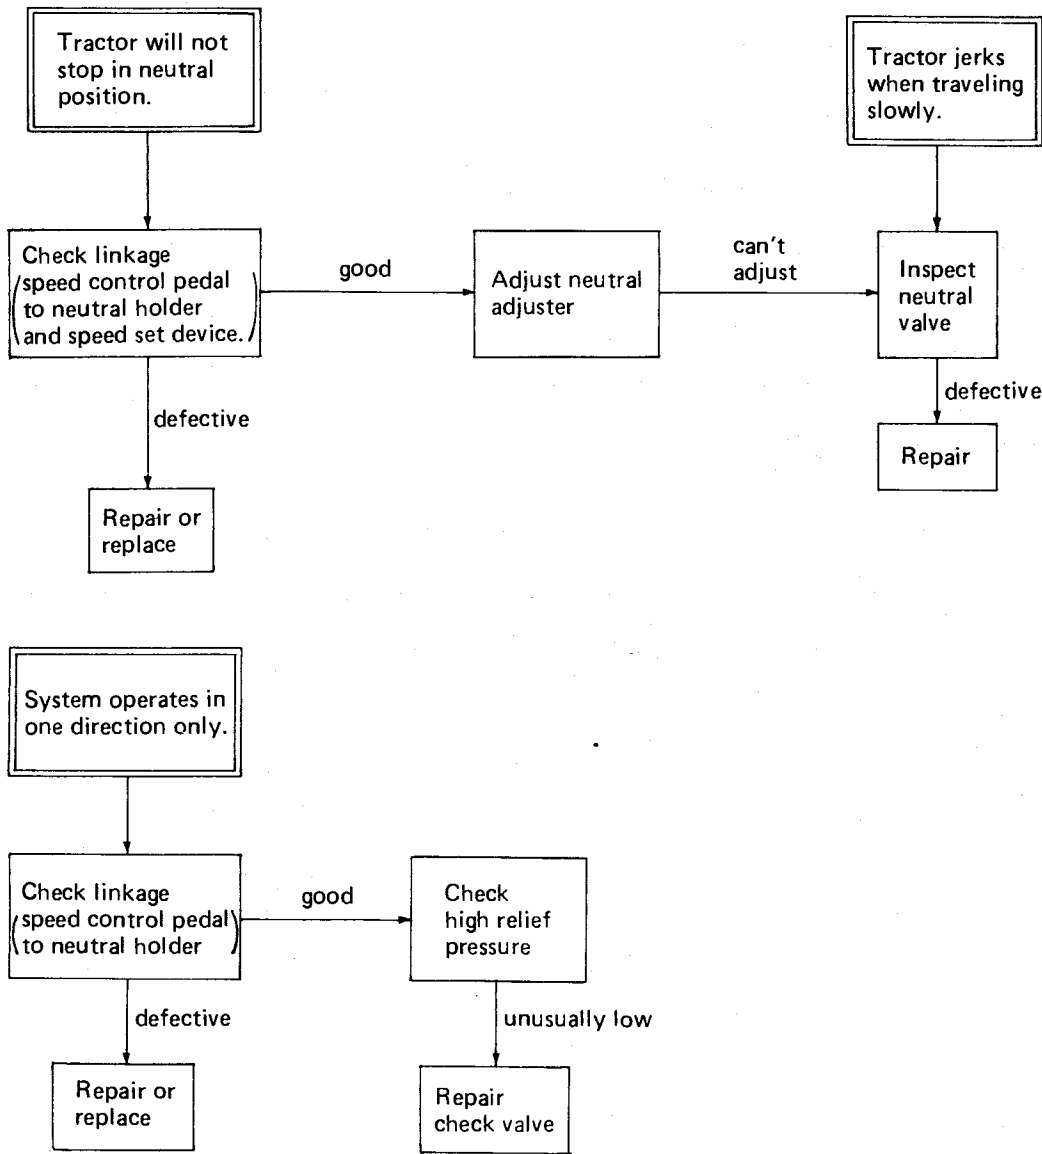 Tractor will not
stop in neutral
position.
Tractor jerks
when traveling
slowly.
Check linkage
(speed control pedal
to neutral holder
and speed set device.)
good
Adjust neutral
adjuster
can't
adjust
Inspect
neutral
valve
defective
Repair or
replace
defective
Repair
System operates in
one direction only.
Check linkage
(speed control pedal
to neutral holder)
good
Check
high relief
pressure
defective
Repair or
replace
unusually low
Repair
check valve